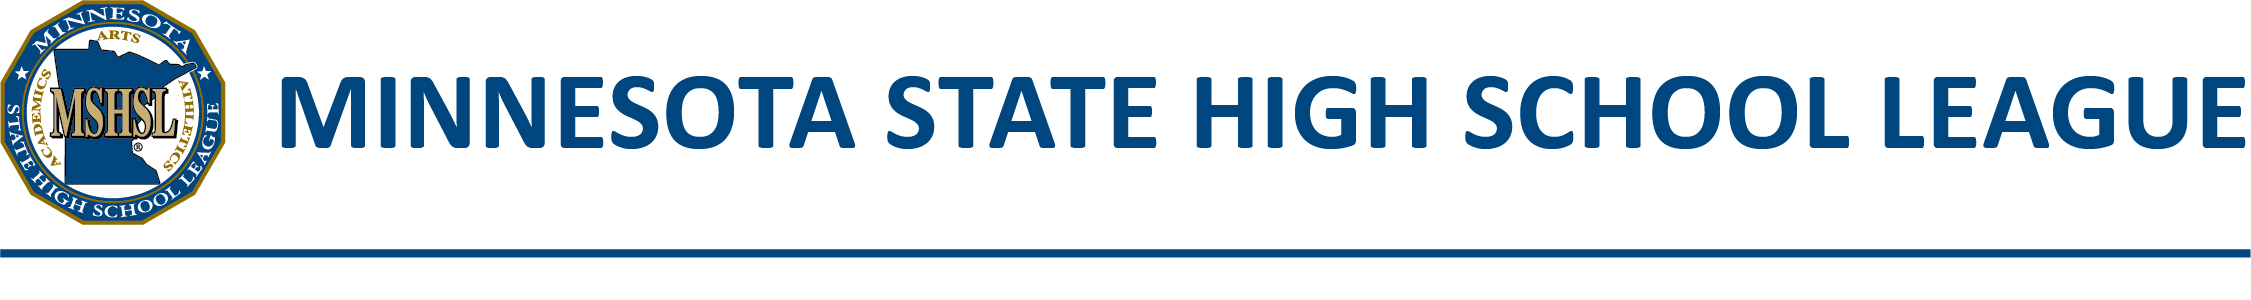 MINNESOTA
STATE HIGH SCHOOL LEAGUE
ACADEMICS
ARTS
ATHLETICS
MSHSL
®
MINNESOTA STATE HIGH SCHOOL LEAGUE